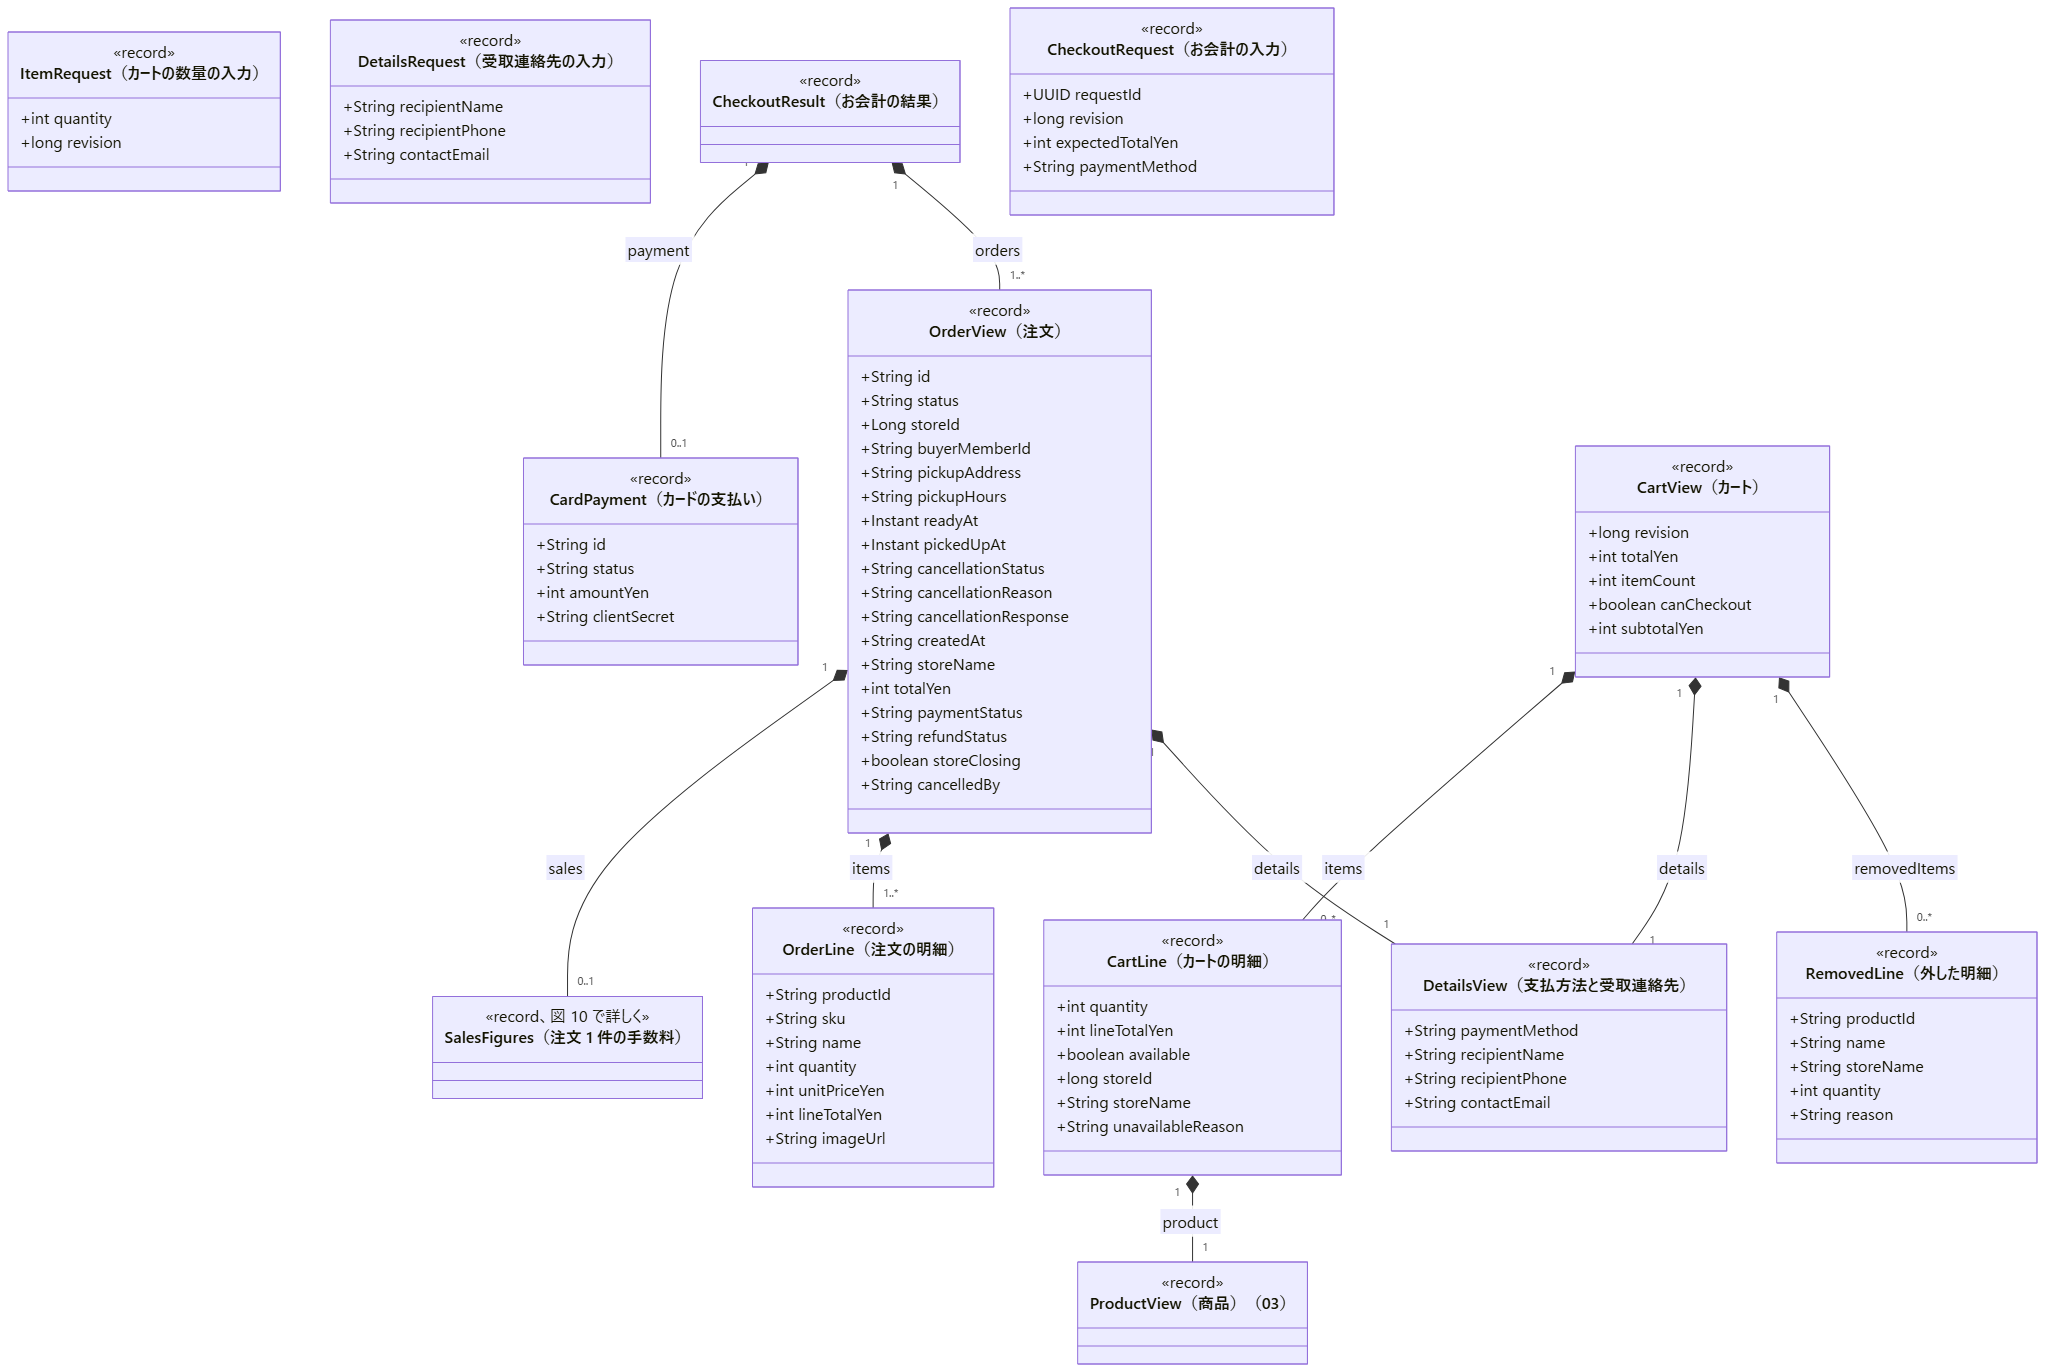 «record»
ItemRequest（カートの数量の入力）
+int quantity
+long revision
«record»
DetailsRequest（受取連絡先の入力）
+String recipientName
+String recipientPhone
+String contactEmail
«record»
CheckoutResult（お会計の結果）
«record»
CheckoutRequest（お会計の入力）
+UUID requestId
+long revision
+int expectedTotalYen
+String paymentMethod
1
1
payment
orders
1..*
0..1
«record»
OrderView（注文）
+String id
+String status
+Long storeId
+String buyerMemberId
+String pickupAddress
+String pickupHours
+Instant readyAt
+Instant pickedUpAt
+String cancellationStatus
+String cancellationReason
+String cancellationResponse
+String createdAt
+String storeName
+int totalYen
+String paymentStatus
+String refundStatus
+boolean storeClosing
+String cancelledBy
«record»
CardPayment（カードの支払い）
+String id
+String status
+int amountYen
+String clientSecret
«record»
CartView（カート）
+long revision
+int totalYen
+int itemCount
+boolean canCheckout
+int subtotalYen
1
1
1
1
1
1
sales
items
details
items
details
removedItems
0..1
1..*
0..*
1
1
0..*
«record、図 10 で詳しく»
SalesFigures（注文 1 件の手数料）
«record»
OrderLine（注文の明細）
+String productId
+String sku
+String name
+int quantity
+int unitPriceYen
+int lineTotalYen
+String imageUrl
«record»
CartLine（カートの明細）
+int quantity
+int lineTotalYen
+boolean available
+long storeId
+String storeName
+String unavailableReason
«record»
DetailsView（支払方法と受取連絡先）
+String paymentMethod
+String recipientName
+String recipientPhone
+String contactEmail
«record»
RemovedLine（外した明細）
+String productId
+String name
+String storeName
+int quantity
+String reason
1
product
1
«record»
ProductView（商品）（03）